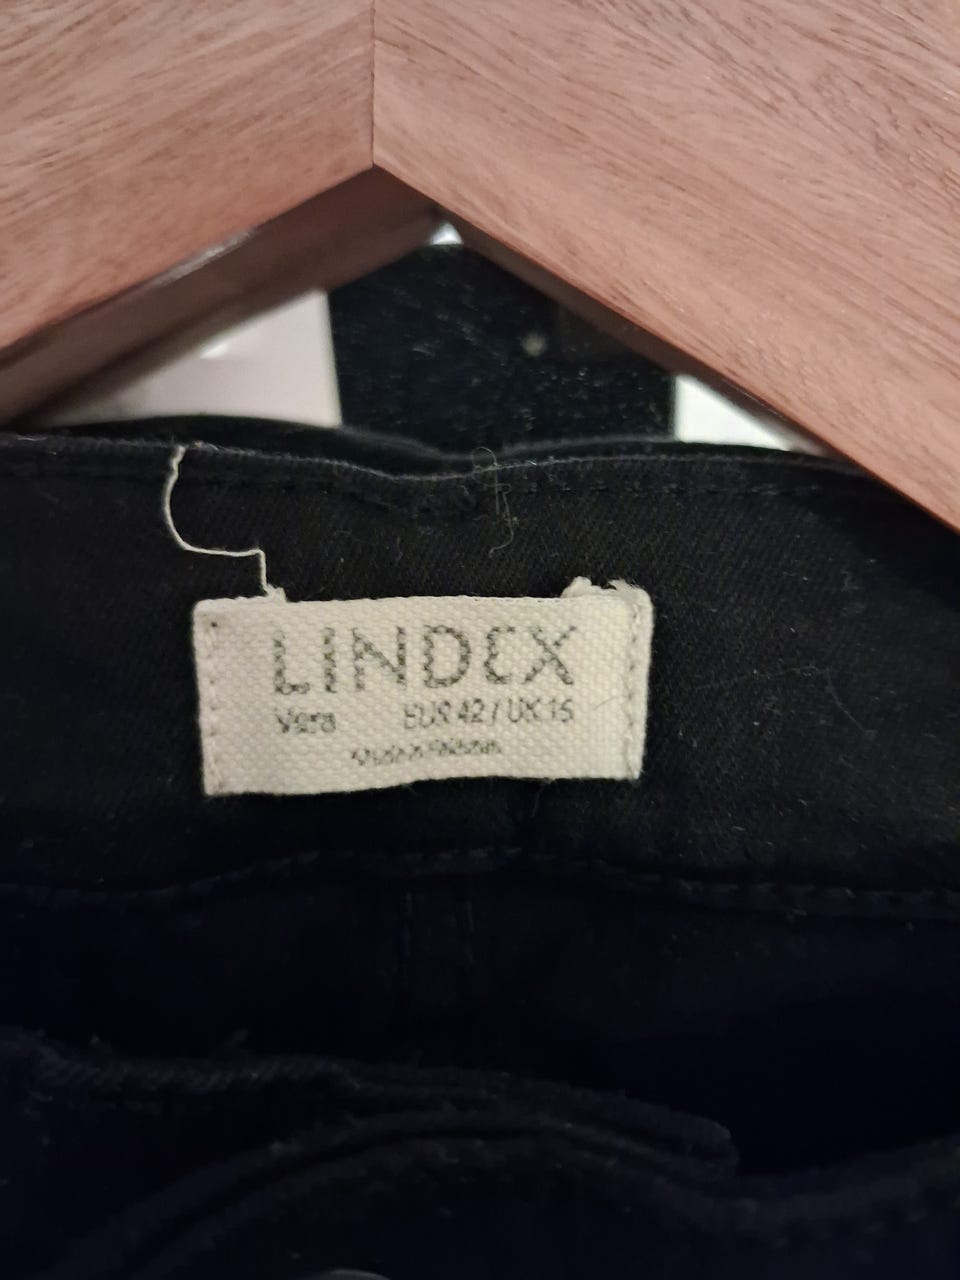 LINDEX
Vera EUR 42 / UK 16